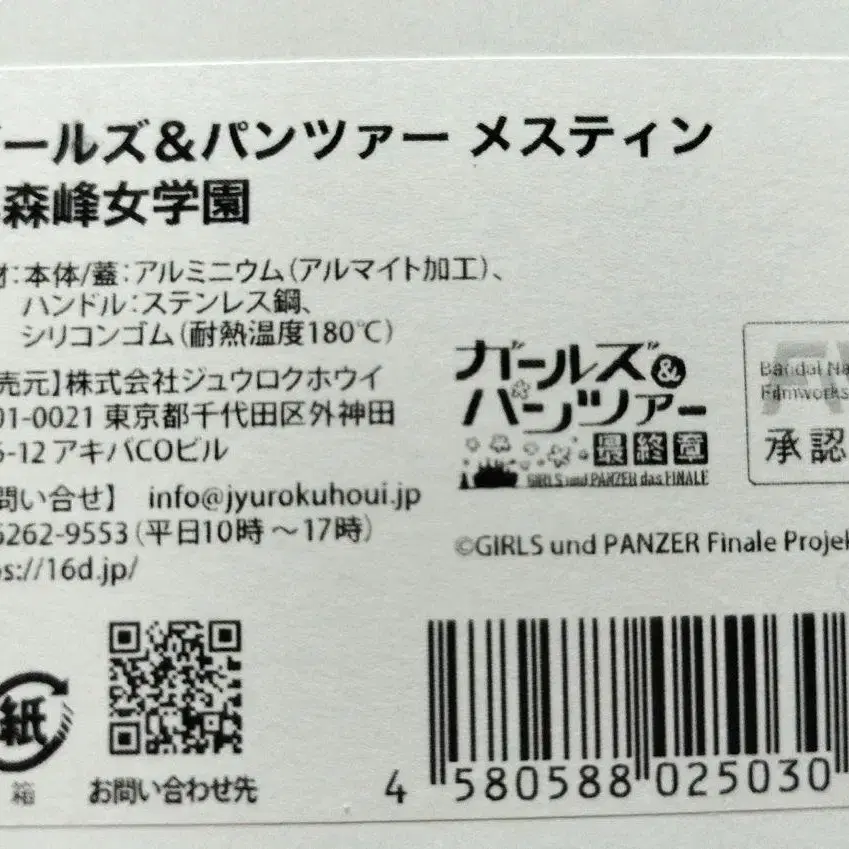 ールズ&パンツァー メスティン
森峰女学園
材:本体/蓋:アルミニウム(アルマイト加工)、
ハンドル:ステンレス鋼、
シリコンゴム(耐熱温度180℃)
売元】株式会社ジュウロクホウイ
01-0021 東京都千代田区外神田
6-12 アキバCOビル
問い合せ】 info@jyurokuhoui.jp
6262-9553(平日10時~17時)
ps://16d.jp/
ガールズ&
パンツァー
最終章
GIRLS und PANZER das FINALE
Bandai Na
Filmworks
承認
©GIRLS und PANZER Finale Projek
紙
箱
お問い合わせ先
4 580588 025030